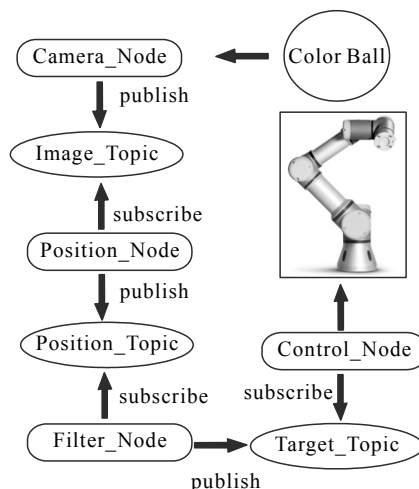 Camera_Node
Color Ball
publish
Image_Topic
subscribe
Position_Node
publish
Position_Topic
Control_Node
subscribe
subscribe
Filter_Node
Target_Topic
publish